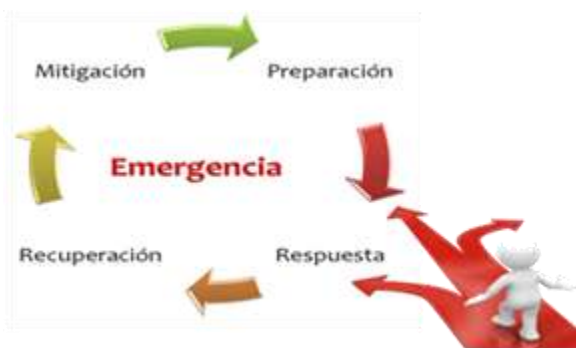 Mitigación
Preparación
Emergencia
Recuperación
Respuesta